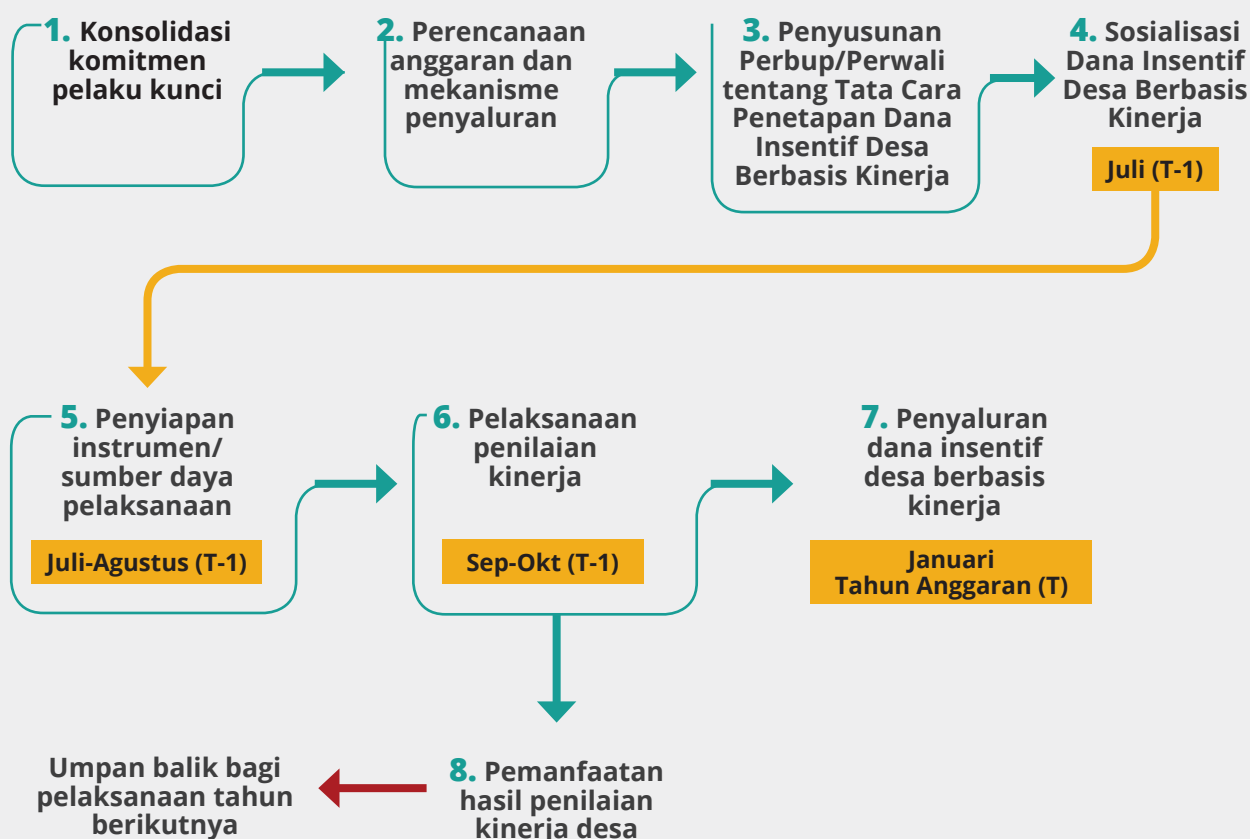 1. Konsolidasi
komitmen
pelaku kunci
2. Perencanaan
anggaran dan
mekanisme
penyaluran
3. Penyusunan
Perbup/Perwali
tentang Tata Cara
Penetapan Dana
Insentif Desa
Berbasis Kinerja
4. Sosialisasi
Dana Insentif
Desa Berbasis
Kinerja
Juli (T-1)
5. Penyiapan
instrumen/
sumber daya
pelaksanaan
Juli-Agustus (T-1)
6. Pelaksanaan
penilaian
kinerja
Sep-Okt (T-1)
7. Penyaluran
dana insentif
desa berbasis
kinerja
Januari
Tahun Anggaran (T)
8. Pemanfaatan
hasil penilaian
kinerja desa
Umpan balik bagi
pelaksanaan tahun
berikutnya